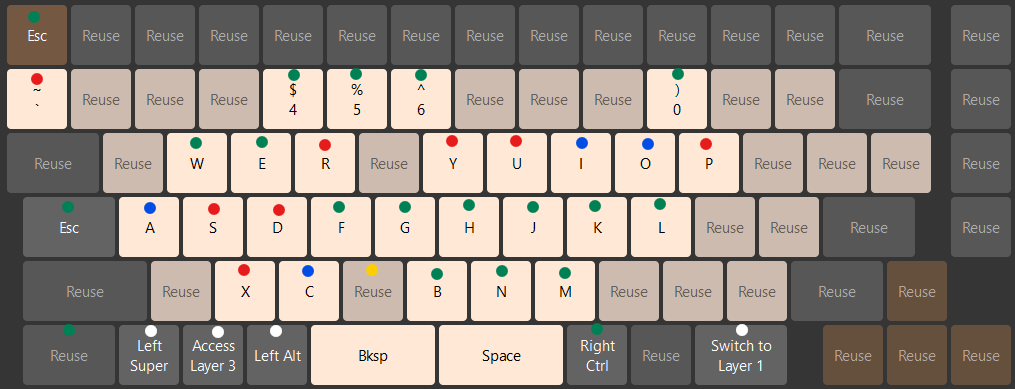 Esc Reuse Reuse Reuse Reuse Reuse Reuse Reuse Reuse Reuse Reuse Reuse Reuse Reuse Reuse
~ $ % ^ )
` Reuse Reuse Reuse 4 5 6 Reuse Reuse Reuse 0 Reuse Reuse Reuse Reuse
Reuse Reuse W E R Reuse Y U I O P Reuse Reuse Reuse Reuse
Esc A S D F G H J K L Reuse Reuse Reuse Reuse
Reuse Reuse X C Reuse B N M Reuse Reuse Reuse Reuse Reuse
Reuse Left Super Access Layer 3 Left Alt Bksp Space Right Ctrl Reuse Switch to Layer 1 Reuse Reuse Reuse